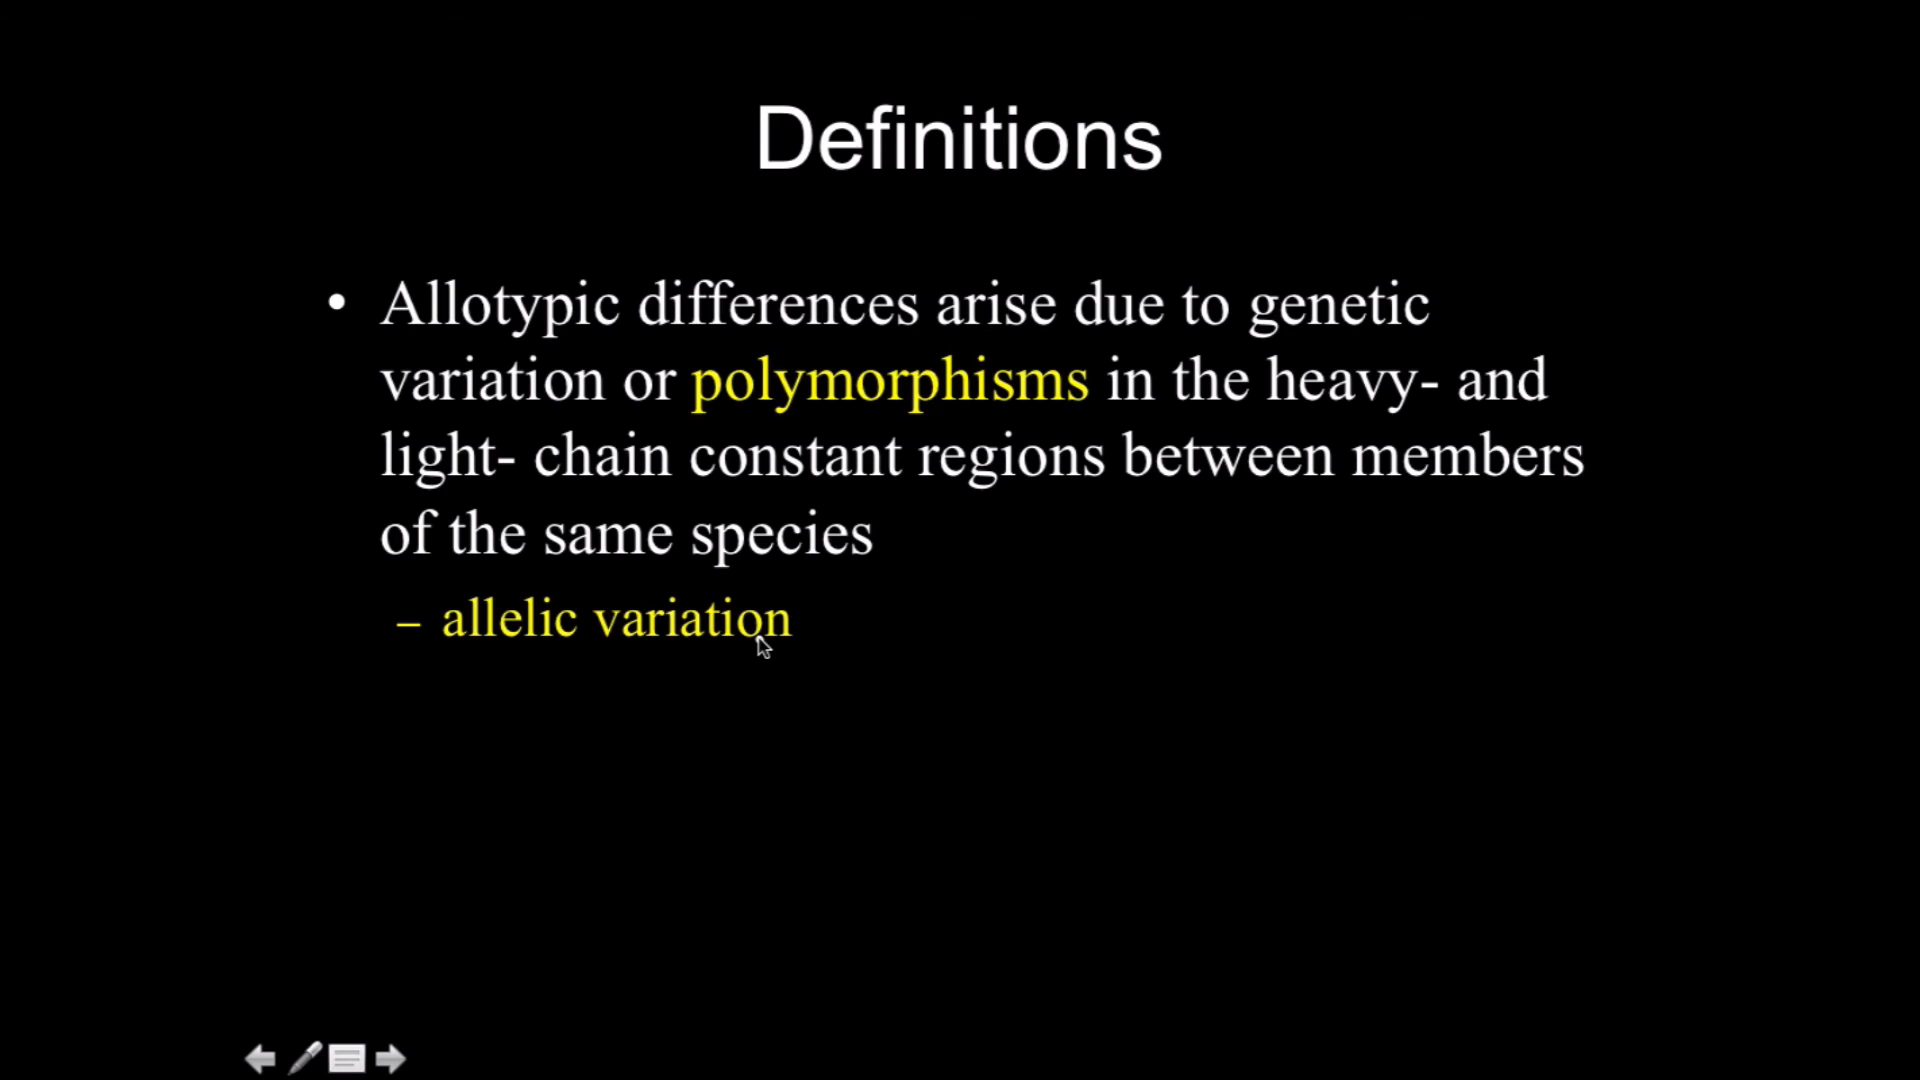 Definitions
• Allotypic differences arise due to genetic
variation or polymorphisms in the heavy- and
light- chain constant regions between members
of the same species
– allelic variation